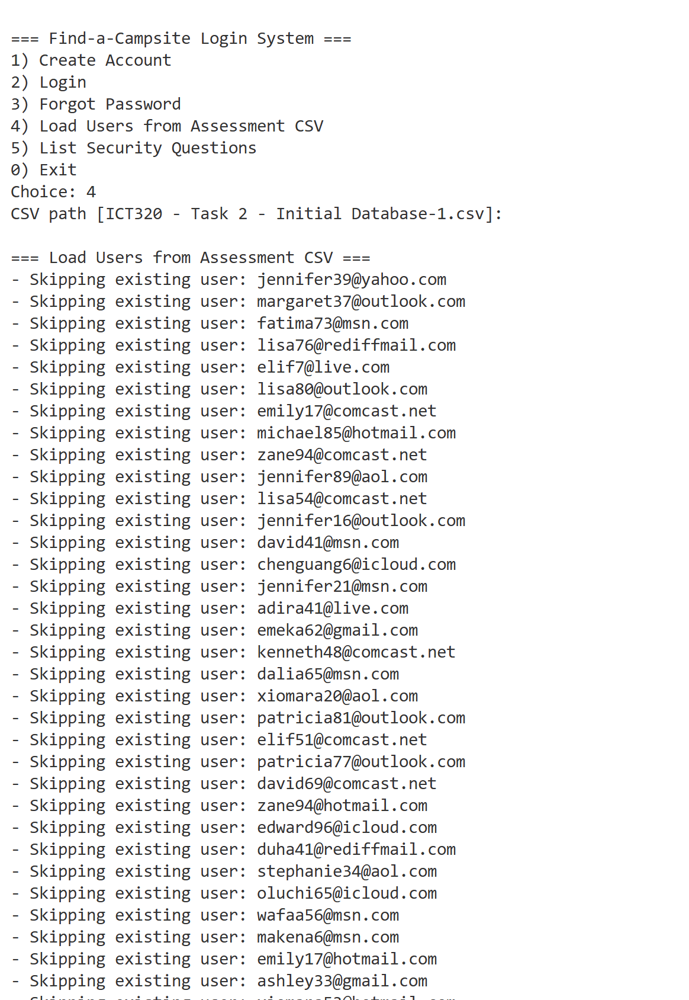 === Find-a-Campsite Login System ===
1) Create Account
2) Login
3) Forgot Password
4) Load Users from Assessment CSV
5) List Security Questions
0) Exit
Choice: 4
CSV path [ICT320 - Task 2 - Initial Database-1.csv]:
=== Load Users from Assessment CSV ===
- Skipping existing user: jennifer39@yahoo.com
- Skipping existing user: margaret37@outlook.com
- Skipping existing user: fatima73@msn.com
- Skipping existing user: lisa76@rediffmail.com
- Skipping existing user: elif7@live.com
- Skipping existing user: lisa80@outlook.com
- Skipping existing user: emily17@comcast.net
- Skipping existing user: michael85@hotmail.com
- Skipping existing user: zane94@comcast.net
- Skipping existing user: jennifer89@aol.com
- Skipping existing user: lisa54@comcast.net
- Skipping existing user: jennifer16@outlook.com
- Skipping existing user: david41@msn.com
- Skipping existing user: chenguang6@icloud.com
- Skipping existing user: jennifer21@msn.com
- Skipping existing user: adira41@live.com
- Skipping existing user: emeka62@gmail.com
- Skipping existing user: kenneth48@comcast.net
- Skipping existing user: dalia65@msn.com
- Skipping existing user: xiomara20@aol.com
- Skipping existing user: patricia81@outlook.com
- Skipping existing user: elif51@comcast.net
- Skipping existing user: patricia77@outlook.com
- Skipping existing user: david69@comcast.net
- Skipping existing user: zane94@hotmail.com
- Skipping existing user: edward96@icloud.com
- Skipping existing user: duha41@rediffmail.com
- Skipping existing user: stephanie34@aol.com
- Skipping existing user: oluchi65@icloud.com
- Skipping existing user: wafaa56@msn.com
- Skipping existing user: makena6@msn.com
- Skipping existing user: emily17@hotmail.com
- Skipping existing user: ashley33@gmail.com
- Skipping existing user: